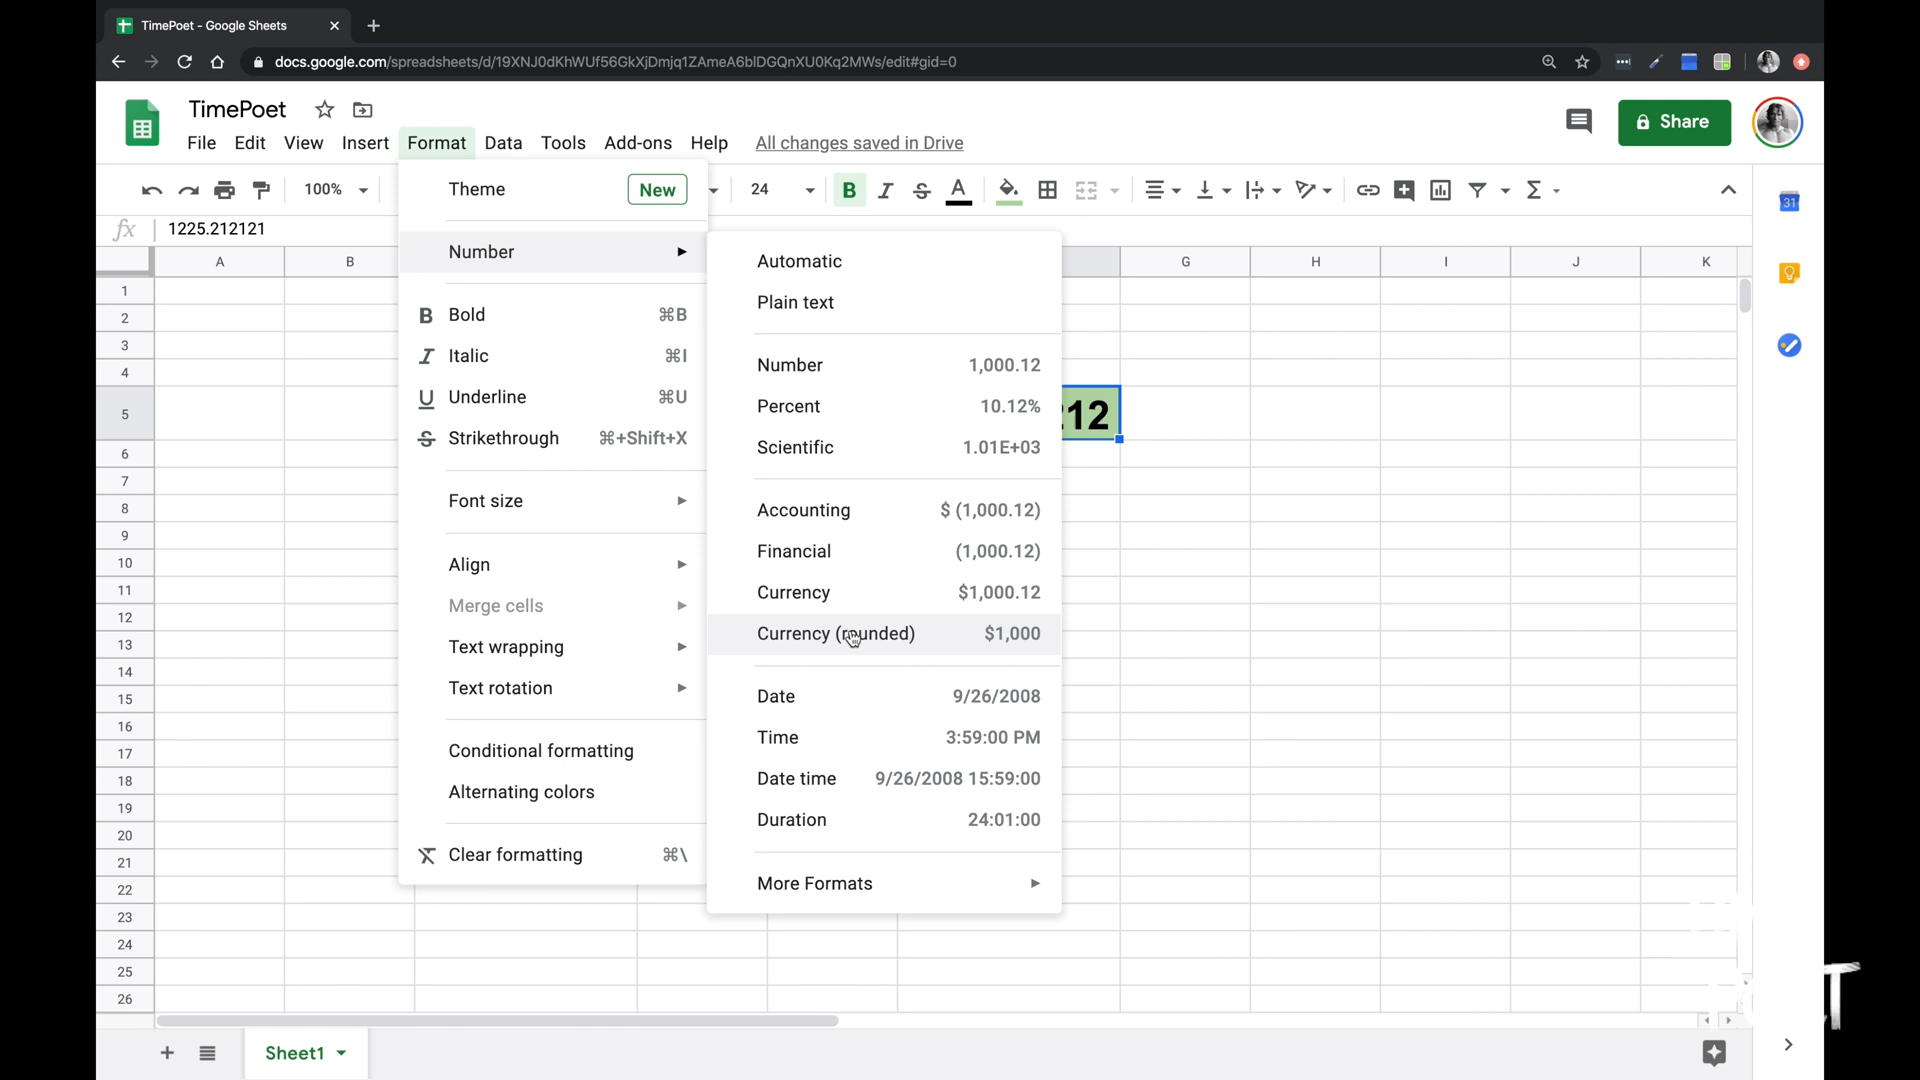 TimePoet - Google Sheets
docs.google.com/spreadsheets/d/19XNJ0dKhWUf56GkXjDmjq1ZAmeA6blDGQnXU0Kq2MWs/edit#gid=0
TimePoet
File Edit View Insert Format Data Tools Add-ons Help All changes saved in Drive
Share
100%
24
B
I
S
A
31
fx 1225.212121
Theme New
Number
B Bold ⌘B
I Italic ⌘I
U Underline ⌘U
S Strikethrough ⌘+Shift+X
Font size
Align
Merge cells
Text wrapping
Text rotation
Conditional formatting
Alternating colors
Clear formatting ⌘\
Automatic
Plain text
Number 1,000.12
Percent 10.12%
Scientific 1.01E+03
Accounting $ (1,000.12)
Financial (1,000.12)
Currency $1,000.12
Currency (rounded) $1,000
Date 9/26/2008
Time 3:59:00 PM
Date time 9/26/2008 15:59:00
Duration 24:01:00
More Formats
A B G H I J K
1
2
3
4
5 12
6
7
8
9
10
11
12
13
14
15
16
17
18
19
20
21
22
23
24
25
26
Sheet1